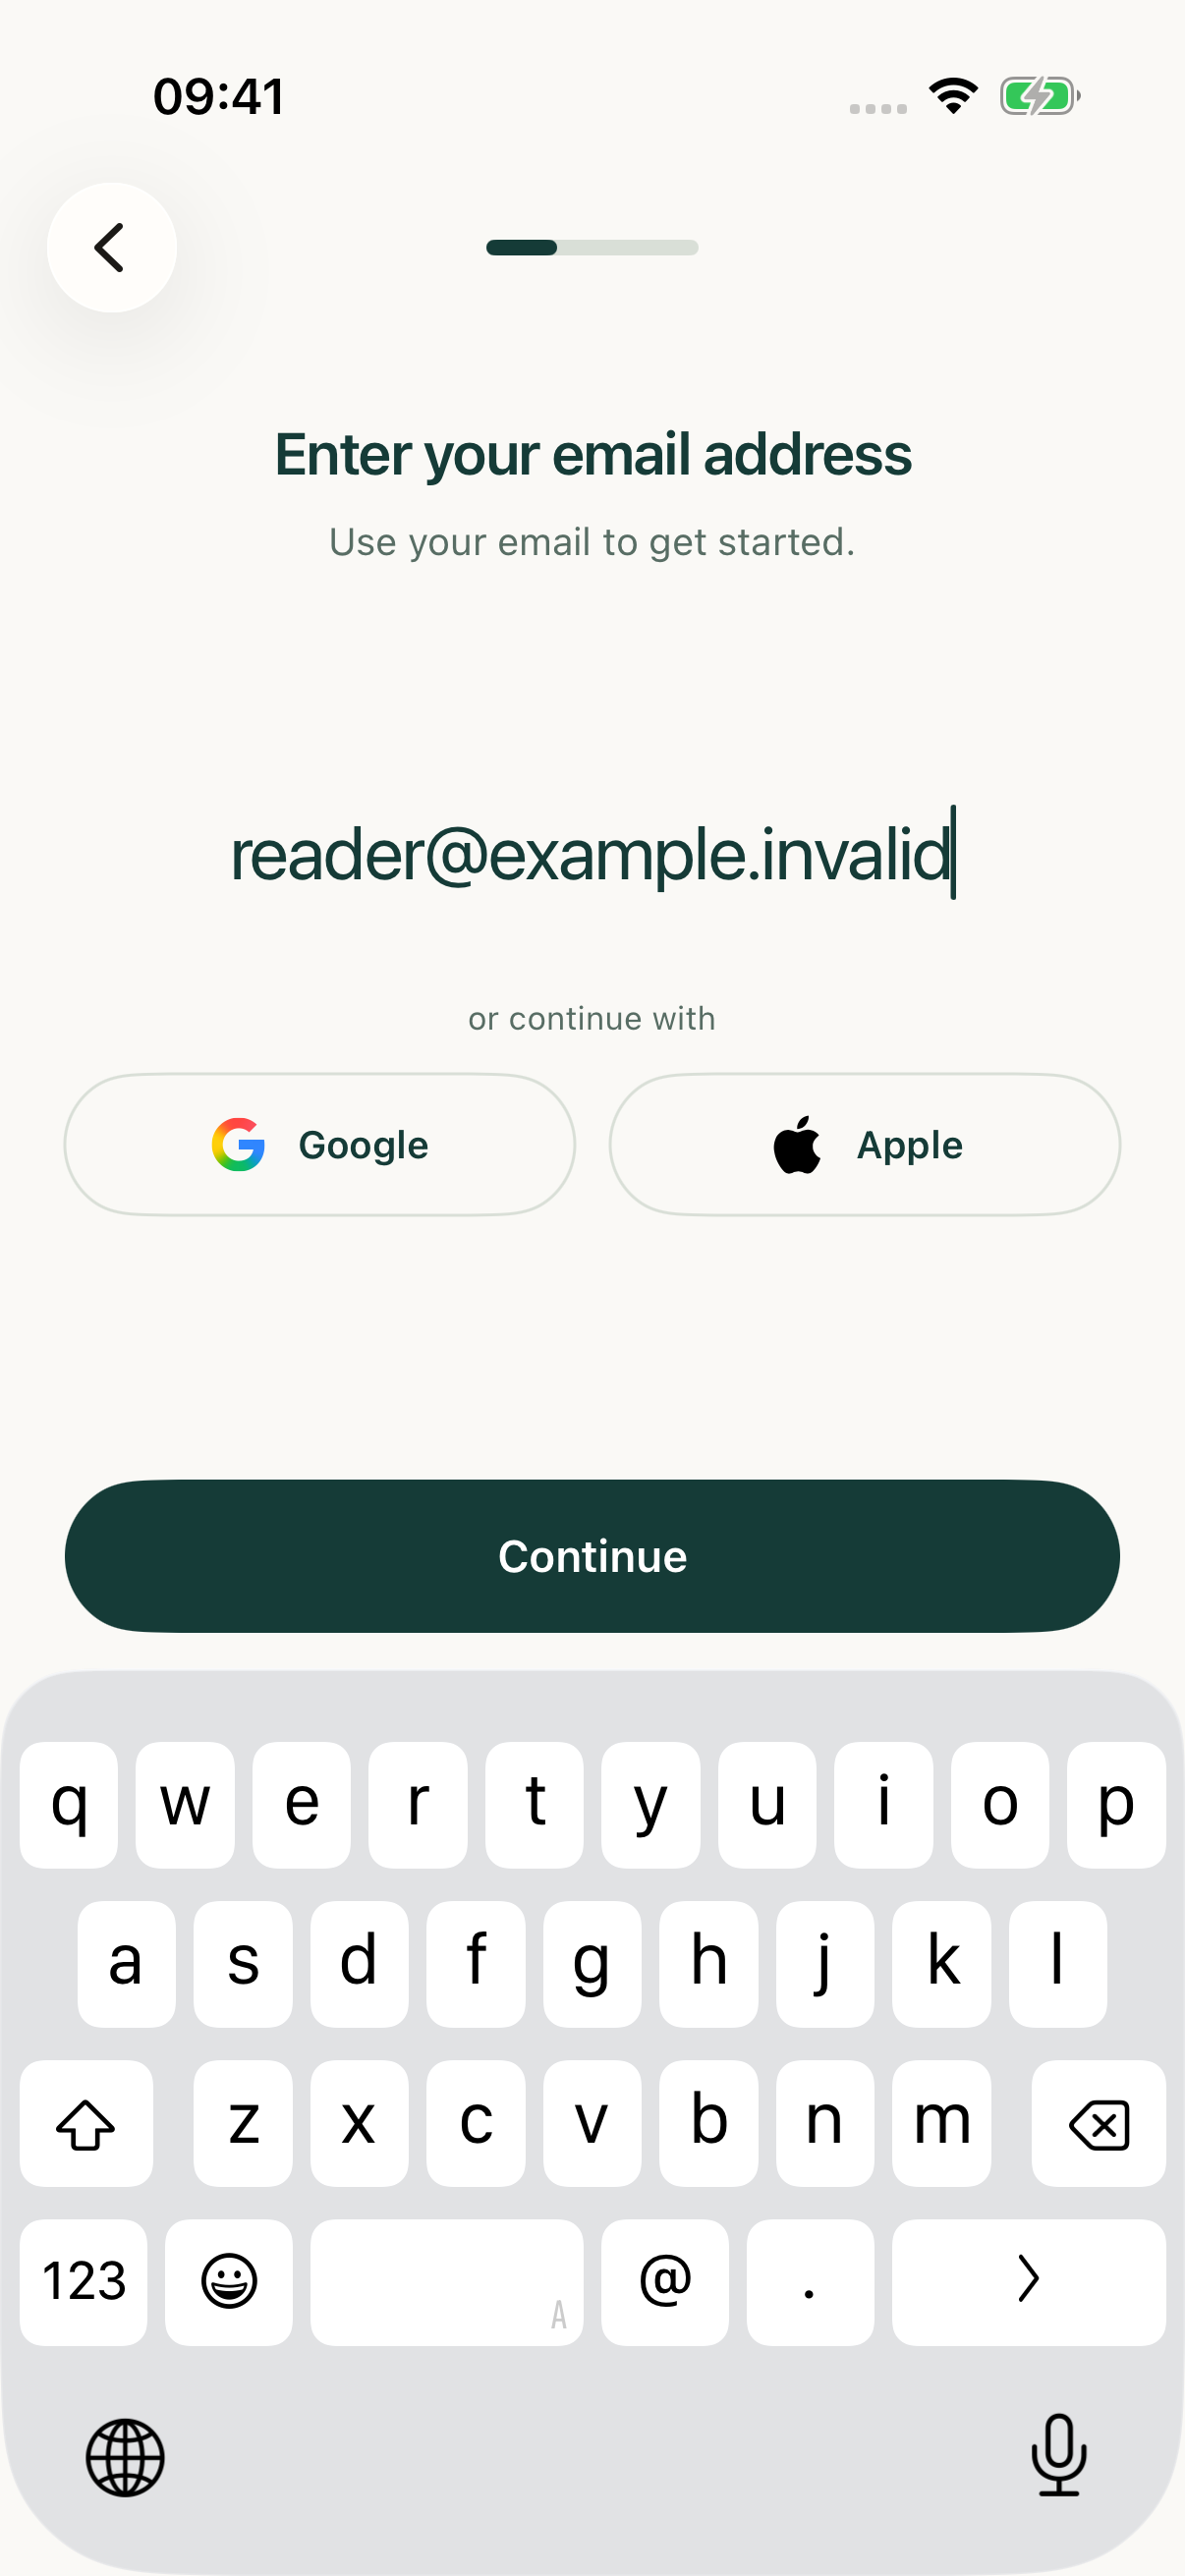 09:41
Enter your email address
Use your email to get started.
reader@example.invalid
or continue with
Google
Apple
Continue
q w e r t y u i o p
a s d f g h j k l
z x c v b n m
123 A @ .